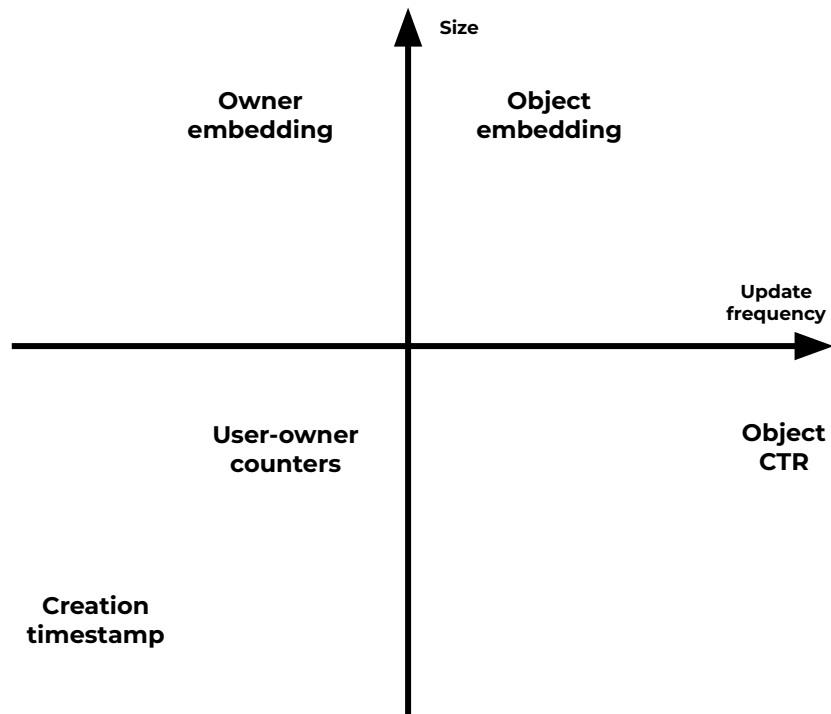 Size
Owner
embedding
Object
embedding
Update
frequency
User-owner
counters
Object
CTR
Creation
timestamp